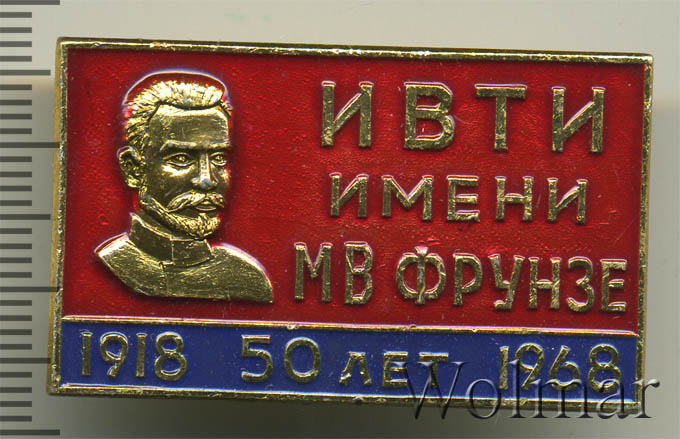 ИВТИ
ИМЕНИ
МВ ФРУНЗЕ
1918 50 ЛЕТ 1968
Wolmar